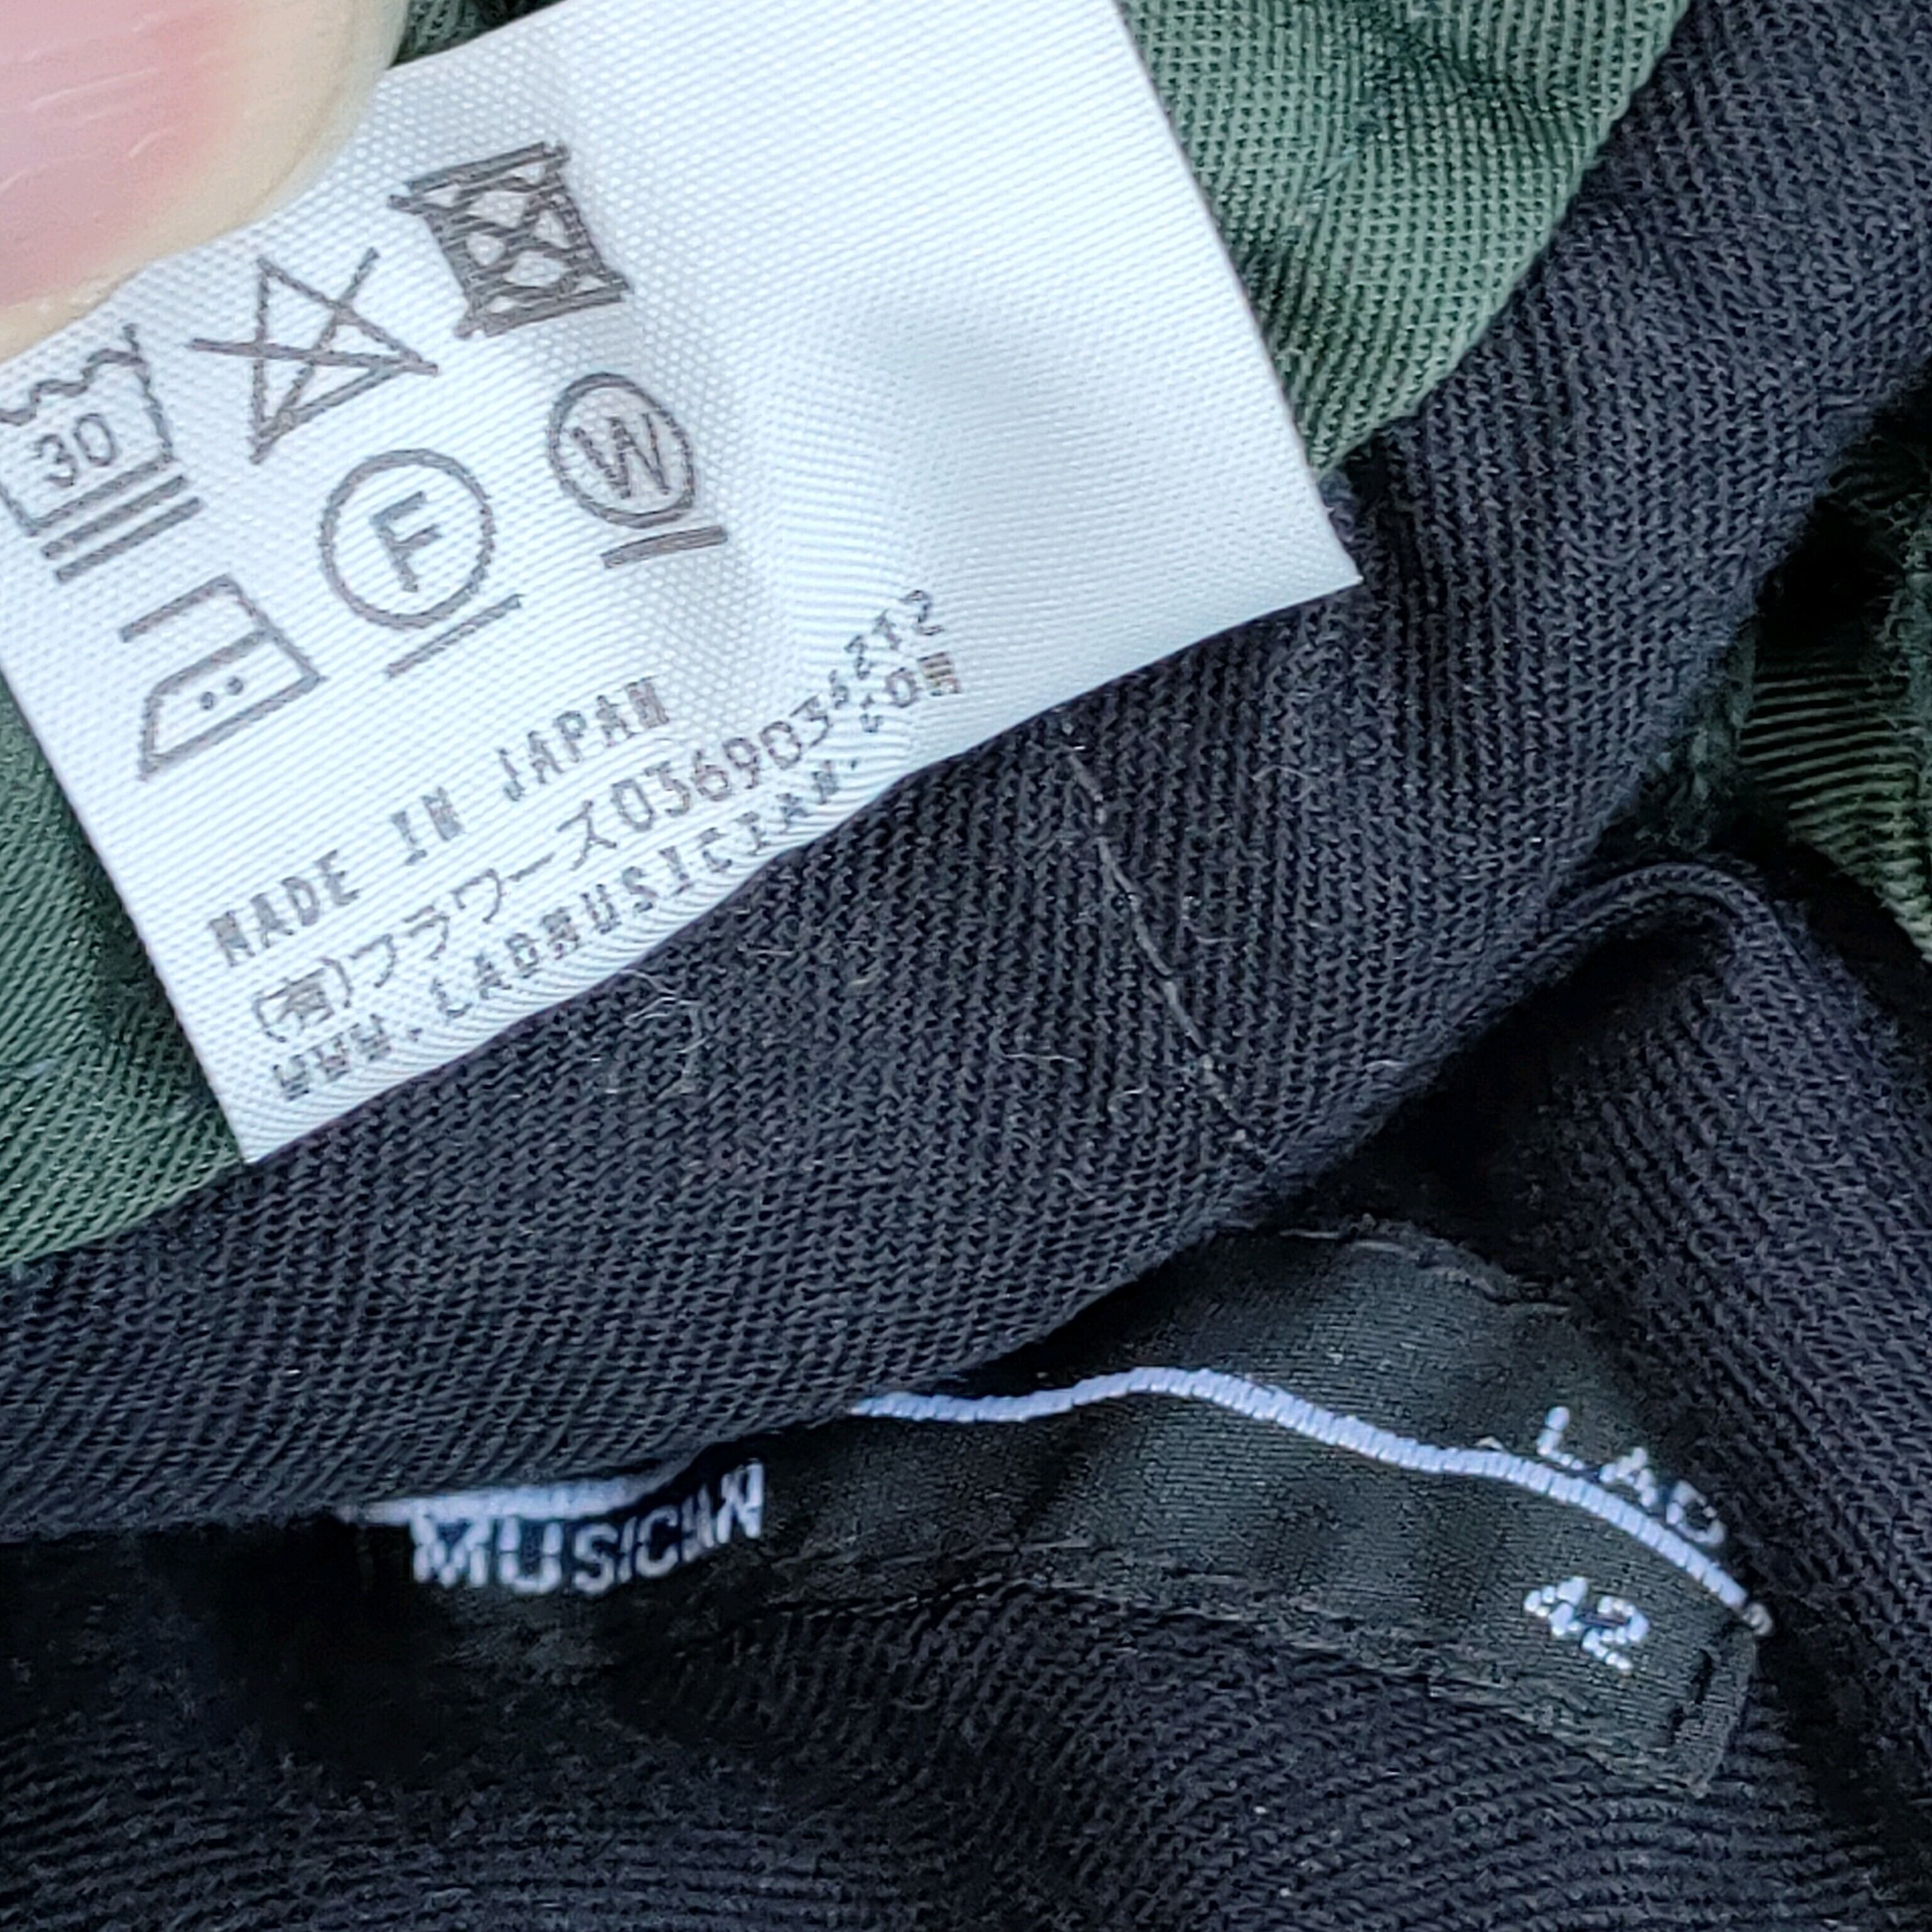 30
F
W
MADE IN JAPAN
(有)フラワーズ0369036212
WWW.LADMUSICIAN.COM
LAD
MUSICIAN
42